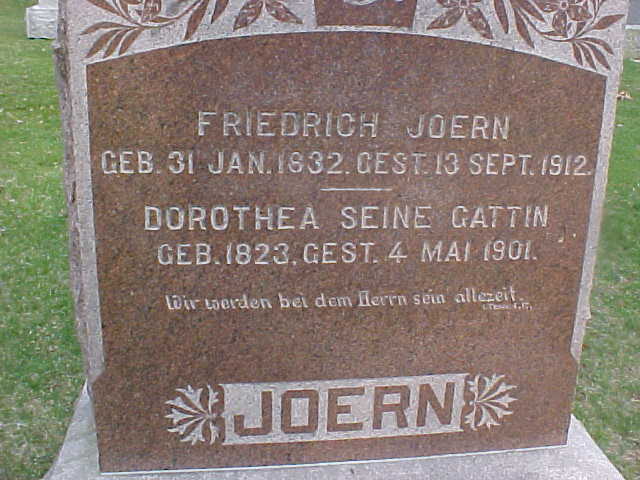 FRIEDRICH JOERN
GEB. 31 JAN. 1832. GEST. 13 SEPT. 1912.
DOROTHEA SEINE GATTIN
GEB. 1823, GEST. 4 MAI 1901.
Wir werden bei dem Herrn sein allezeit
JOERN